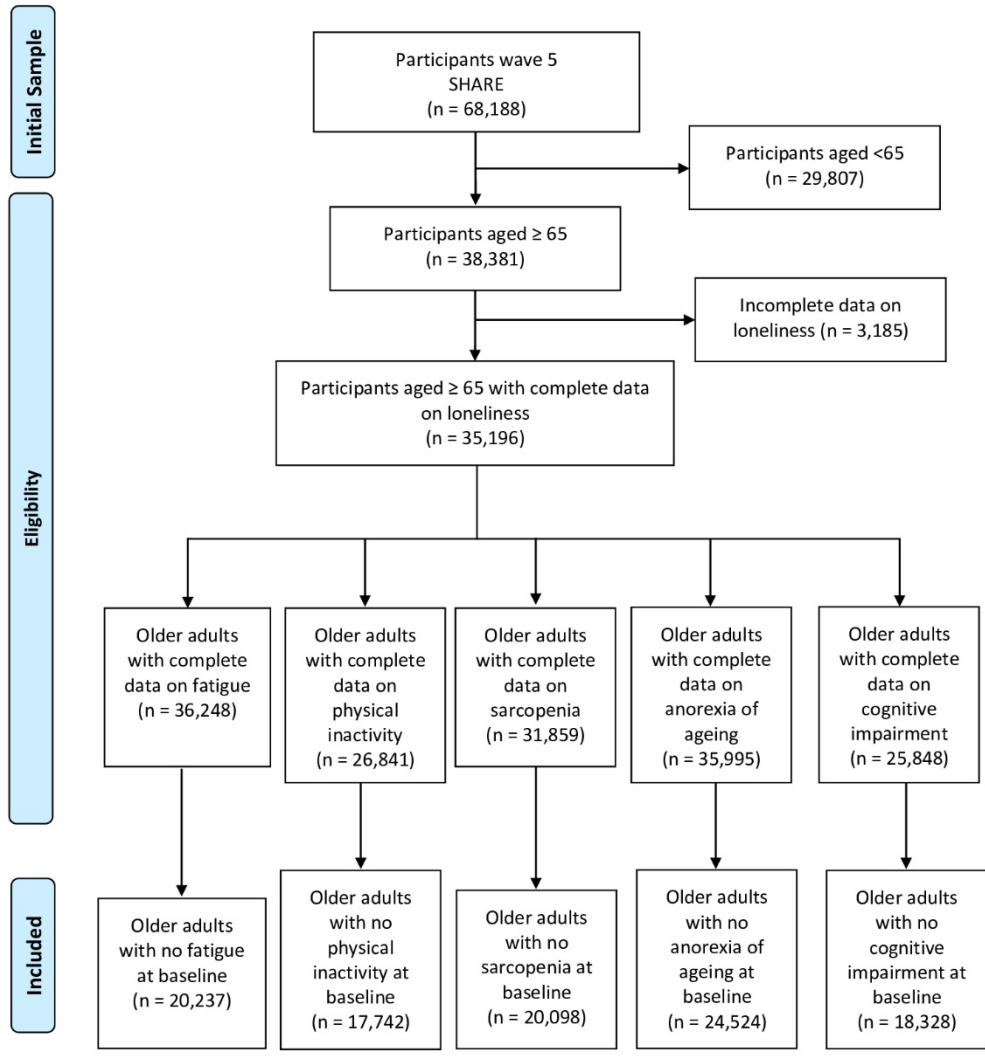 Initial Sample
Participants wave 5
SHARE
(n = 68,188)
Participants aged <65
(n = 29,807)
Eligibility
Participants aged ≥ 65
(n = 38,381)
Incomplete data on
loneliness (n = 3,185)
Participants aged ≥ 65 with complete data
on loneliness
(n = 35,196)
Older adults
with complete
data on fatigue
(n = 36,248)
Older adults
with complete
data on
physical
inactivity
(n = 26,841)
Older adults
with complete
data on
sarcopenia
(n = 31,859)
Older adults
with complete
data on
anorexia of
ageing
(n = 35,995)
Older adults
with complete
data on
cognitive
impairment
(n = 25,848)
Included
Older adults
with no fatigue
at baseline
(n = 20,237)
Older adults
with no
physical
inactivity at
baseline
(n = 17,742)
Older adults
with no
sarcopenia at
baseline
(n = 20,098)
Older adults
with no
anorexia of
ageing at
baseline
(n = 24,524)
Older adults
with no
cognitive
impairment at
baseline
(n = 18,328)